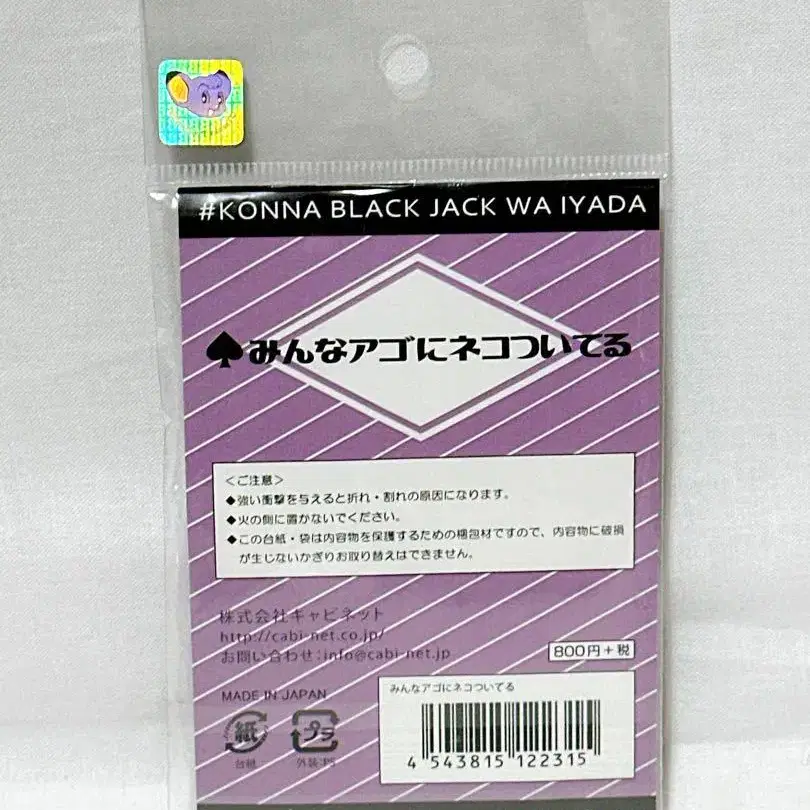 #KONNA BLACK JACK WA IYADA
♠みんなアゴにネコついてる
<ご注意>
◆強い衝撃を与えると折れ・割れの原因になります。
◆火の側に置かないでください。
◆この台紙・袋は内容物を保護するための梱包材ですので、内容物に破損
が生じないかぎりお取り替えはできません。
株式会社キャビネット
http://cabi-net.co.jp/
お問い合わせ:info@cabi-net.jp
800円+税
MADE IN JAPAN
みんなアゴにネコついてる
紙
台紙
プラ
外装:PS
4 543815 122315